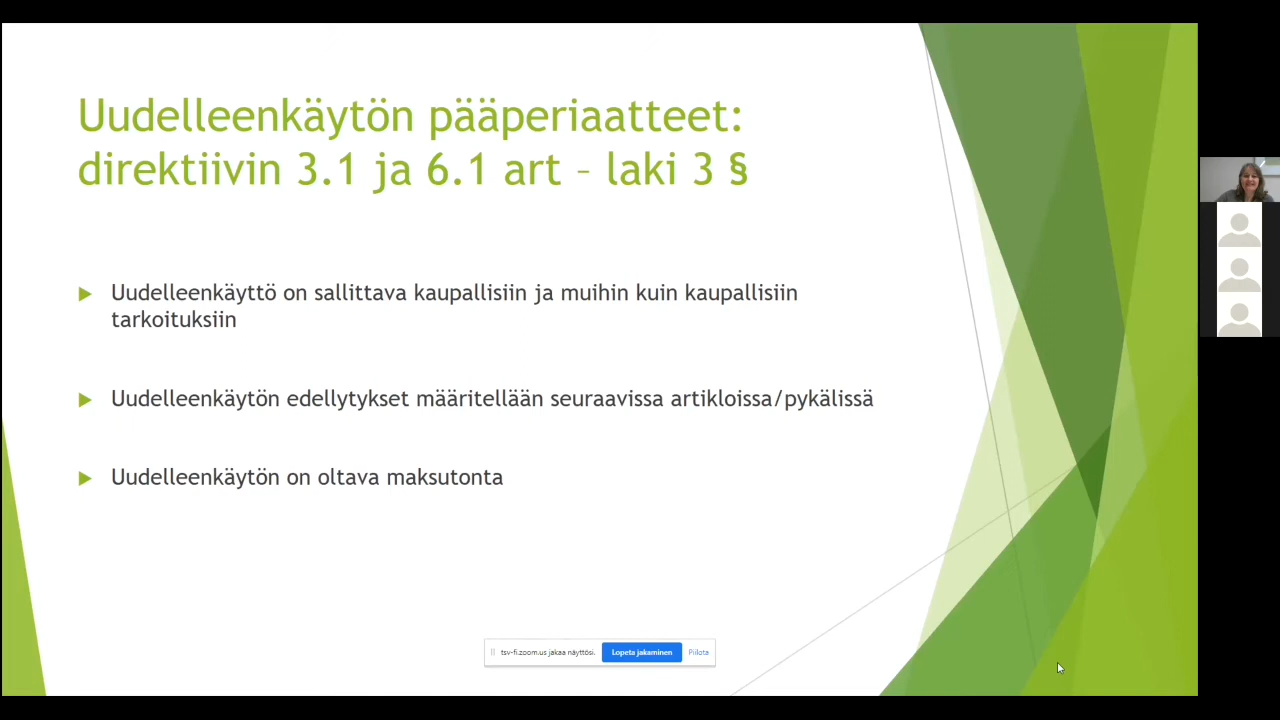 Uudelleenkäytön pääperiaatteet:
direktiivin 3.1 ja 6.1 art – laki 3 §
Uudelleenkäyttö on sallittava kaupallisiin ja muihin kuin kaupallisiin
tarkoituksiin
Uudelleenkäytön edellytykset määritellään seuraavissa artikloissa/pykälissä
Uudelleenkäytön on oltava maksutonta
tsv-fi.zoom.us jakaa näyttösi. Lopeta jakaminen Piilota